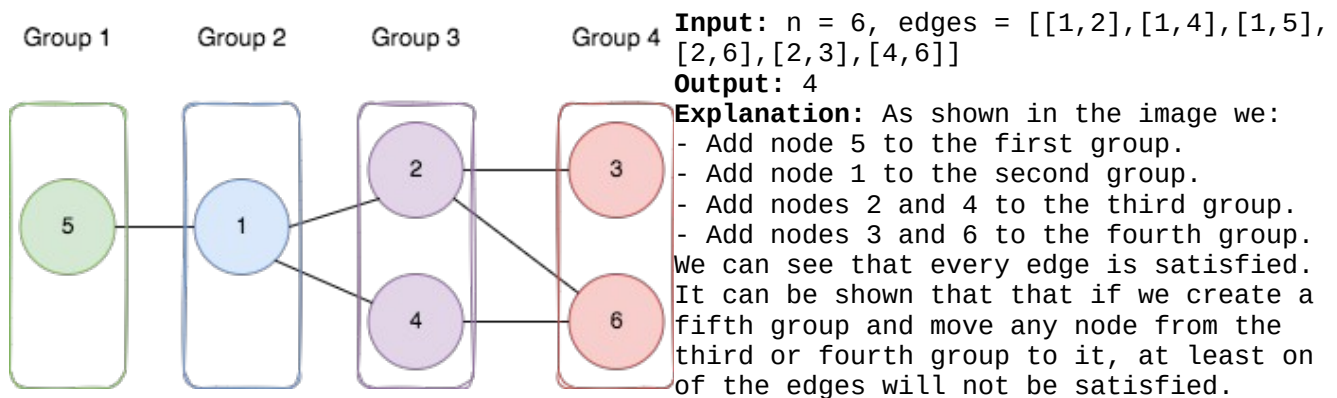 Group 1
Group 2
Group 3
Group 4
5
1
2
4
3
6
Input: n = 6, edges = [[1,2],[1,4],[1,5],
[2,6],[2,3],[4,6]]
Output: 4
Explanation: As shown in the image we:
- Add node 5 to the first group.
- Add node 1 to the second group.
- Add nodes 2 and 4 to the third group.
- Add nodes 3 and 6 to the fourth group.
We can see that every edge is satisfied.
It can be shown that that if we create a
fifth group and move any node from the
third or fourth group to it, at least on
of the edges will not be satisfied.